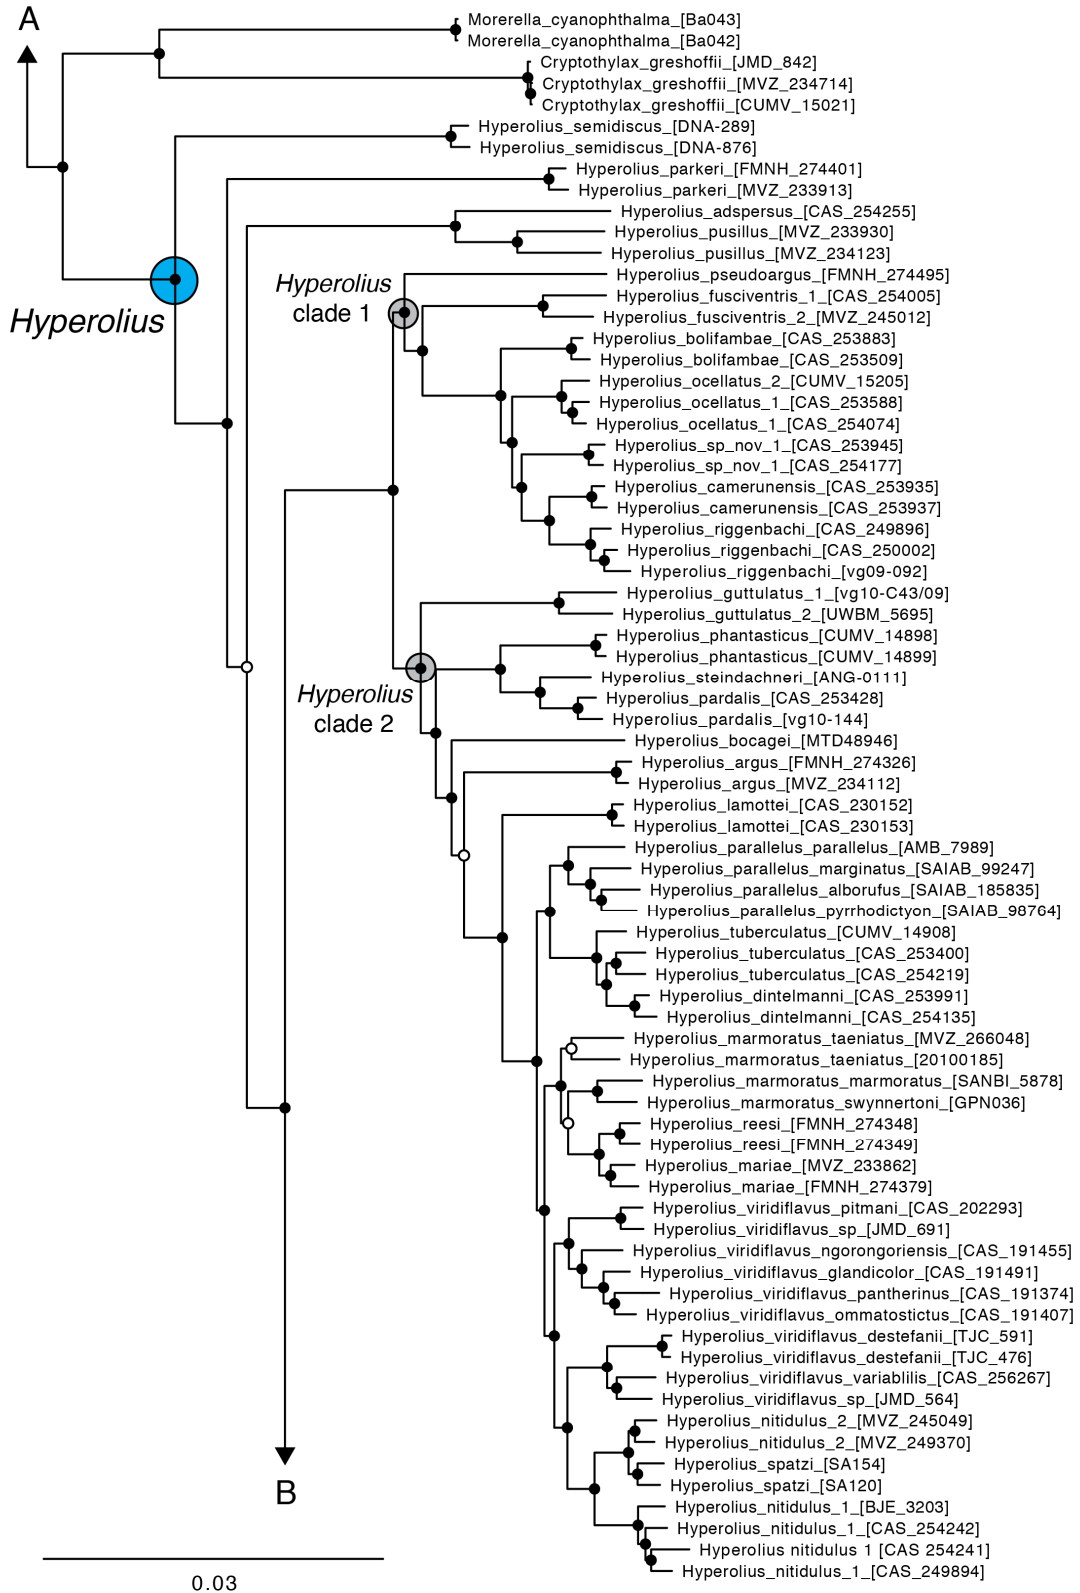 A
Morerella_cyanophthalma_[Ba043]
Morerella_cyanophthalma_[Ba042]
Cryptothylax_greshoffii_[JMD_842]
Cryptothylax_greshoffii_[MVZ_234714]
Cryptothylax_greshoffii_[CUMV_15021]
Hyperolius_semidiscus_[DNA-289]
Hyperolius_semidiscus_[DNA-876]
Hyperolius_parkeri_[FMNH_274401]
Hyperolius_parkeri_[MVZ_233913]
Hyperolius_adspersus_[CAS_254255]
Hyperolius_pusillus_[MVZ_233930]
Hyperolius_pusillus_[MVZ_234123]
Hyperolius_pseudoargus_[FMNH_274495]
Hyperolius
clade 1
Hyperolius_fusciventris_1_[CAS_254005]
Hyperolius_fusciventris_2_[MVZ_245012]
Hyperolius
Hyperolius_bolifambae_[CAS_253883]
Hyperolius_bolifambae_[CAS_253509]
Hyperolius_ocellatus_2_[CUMV_15205]
Hyperolius_ocellatus_1_[CAS_253588]
Hyperolius_ocellatus_1_[CAS_254074]
Hyperolius_sp_nov_1_[CAS_253945]
Hyperolius_sp_nov_1_[CAS_254177]
Hyperolius_camerunensis_[CAS_253935]
Hyperolius_camerunensis_[CAS_253937]
Hyperolius_riggenbachi_[CAS_249896]
Hyperolius_riggenbachi_[CAS_250002]
Hyperolius_riggenbachi_[vg09-092]
Hyperolius_guttulatus_1_[vg10-C43/09]
Hyperolius_guttulatus_2_[UWBM_5695]
Hyperolius_phantasticus_[CUMV_14898]
Hyperolius_phantasticus_[CUMV_14899]
Hyperolius_steindachneri_[ANG-0111]
Hyperolius
clade 2
Hyperolius_pardalis_[CAS_253428]
Hyperolius_pardalis_[vg10-144]
Hyperolius_bocagei_[MTD48946]
Hyperolius_argus_[FMNH_274326]
Hyperolius_argus_[MVZ_234112]
Hyperolius_lamottei_[CAS_230152]
Hyperolius_lamottei_[CAS_230153]
Hyperolius_parallelus_parallelus_[AMB_7989]
Hyperolius_parallelus_marginatus_[SAIAB_99247]
Hyperolius_parallelus_alborufus_[SAIAB_185835]
Hyperolius_parallelus_pyrrhodictyon_[SAIAB_98764]
Hyperolius_tuberculatus_[CUMV_14908]
Hyperolius_tuberculatus_[CAS_253400]
Hyperolius_tuberculatus_[CAS_254219]
Hyperolius_dintelmanni_[CAS_253991]
Hyperolius_dintelmanni_[CAS_254135]
Hyperolius_marmoratus_taeniatus_[MVZ_266048]
Hyperolius_marmoratus_taeniatus_[20100185]
Hyperolius_marmoratus_marmoratus_[SANBI_5878]
Hyperolius_marmoratus_swynnertoni_[GPN036]
Hyperolius_reesi_[FMNH_274348]
Hyperolius_reesi_[FMNH_274349]
Hyperolius_mariae_[MVZ_233862]
Hyperolius_mariae_[FMNH_274379]
Hyperolius_viridiflavus_pitmani_[CAS_202293]
Hyperolius_viridiflavus_sp_[JMD_691]
Hyperolius_viridiflavus_ngorongoriensis_[CAS_191455]
Hyperolius_viridiflavus_glandicolor_[CAS_191491]
Hyperolius_viridiflavus_pantherinus_[CAS_191374]
Hyperolius_viridiflavus_ommatostictus_[CAS_191407]
Hyperolius_viridiflavus_destefanii_[TJC_591]
Hyperolius_viridiflavus_destefanii_[TJC_476]
Hyperolius_viridiflavus_variablilis_[CAS_256267]
Hyperolius_viridiflavus_sp_[JMD_564]
Hyperolius_nitidulus_2_[MVZ_245049]
Hyperolius_nitidulus_2_[MVZ_249370]
Hyperolius_spatzi_[SA154]
Hyperolius_spatzi_[SA120]
B
Hyperolius_nitidulus_1_[BJE_3203]
Hyperolius_nitidulus_1_[CAS_254242]
Hyperolius nitidulus 1 [CAS 254241]
Hyperolius_nitidulus_1_[CAS_249894]
0.03